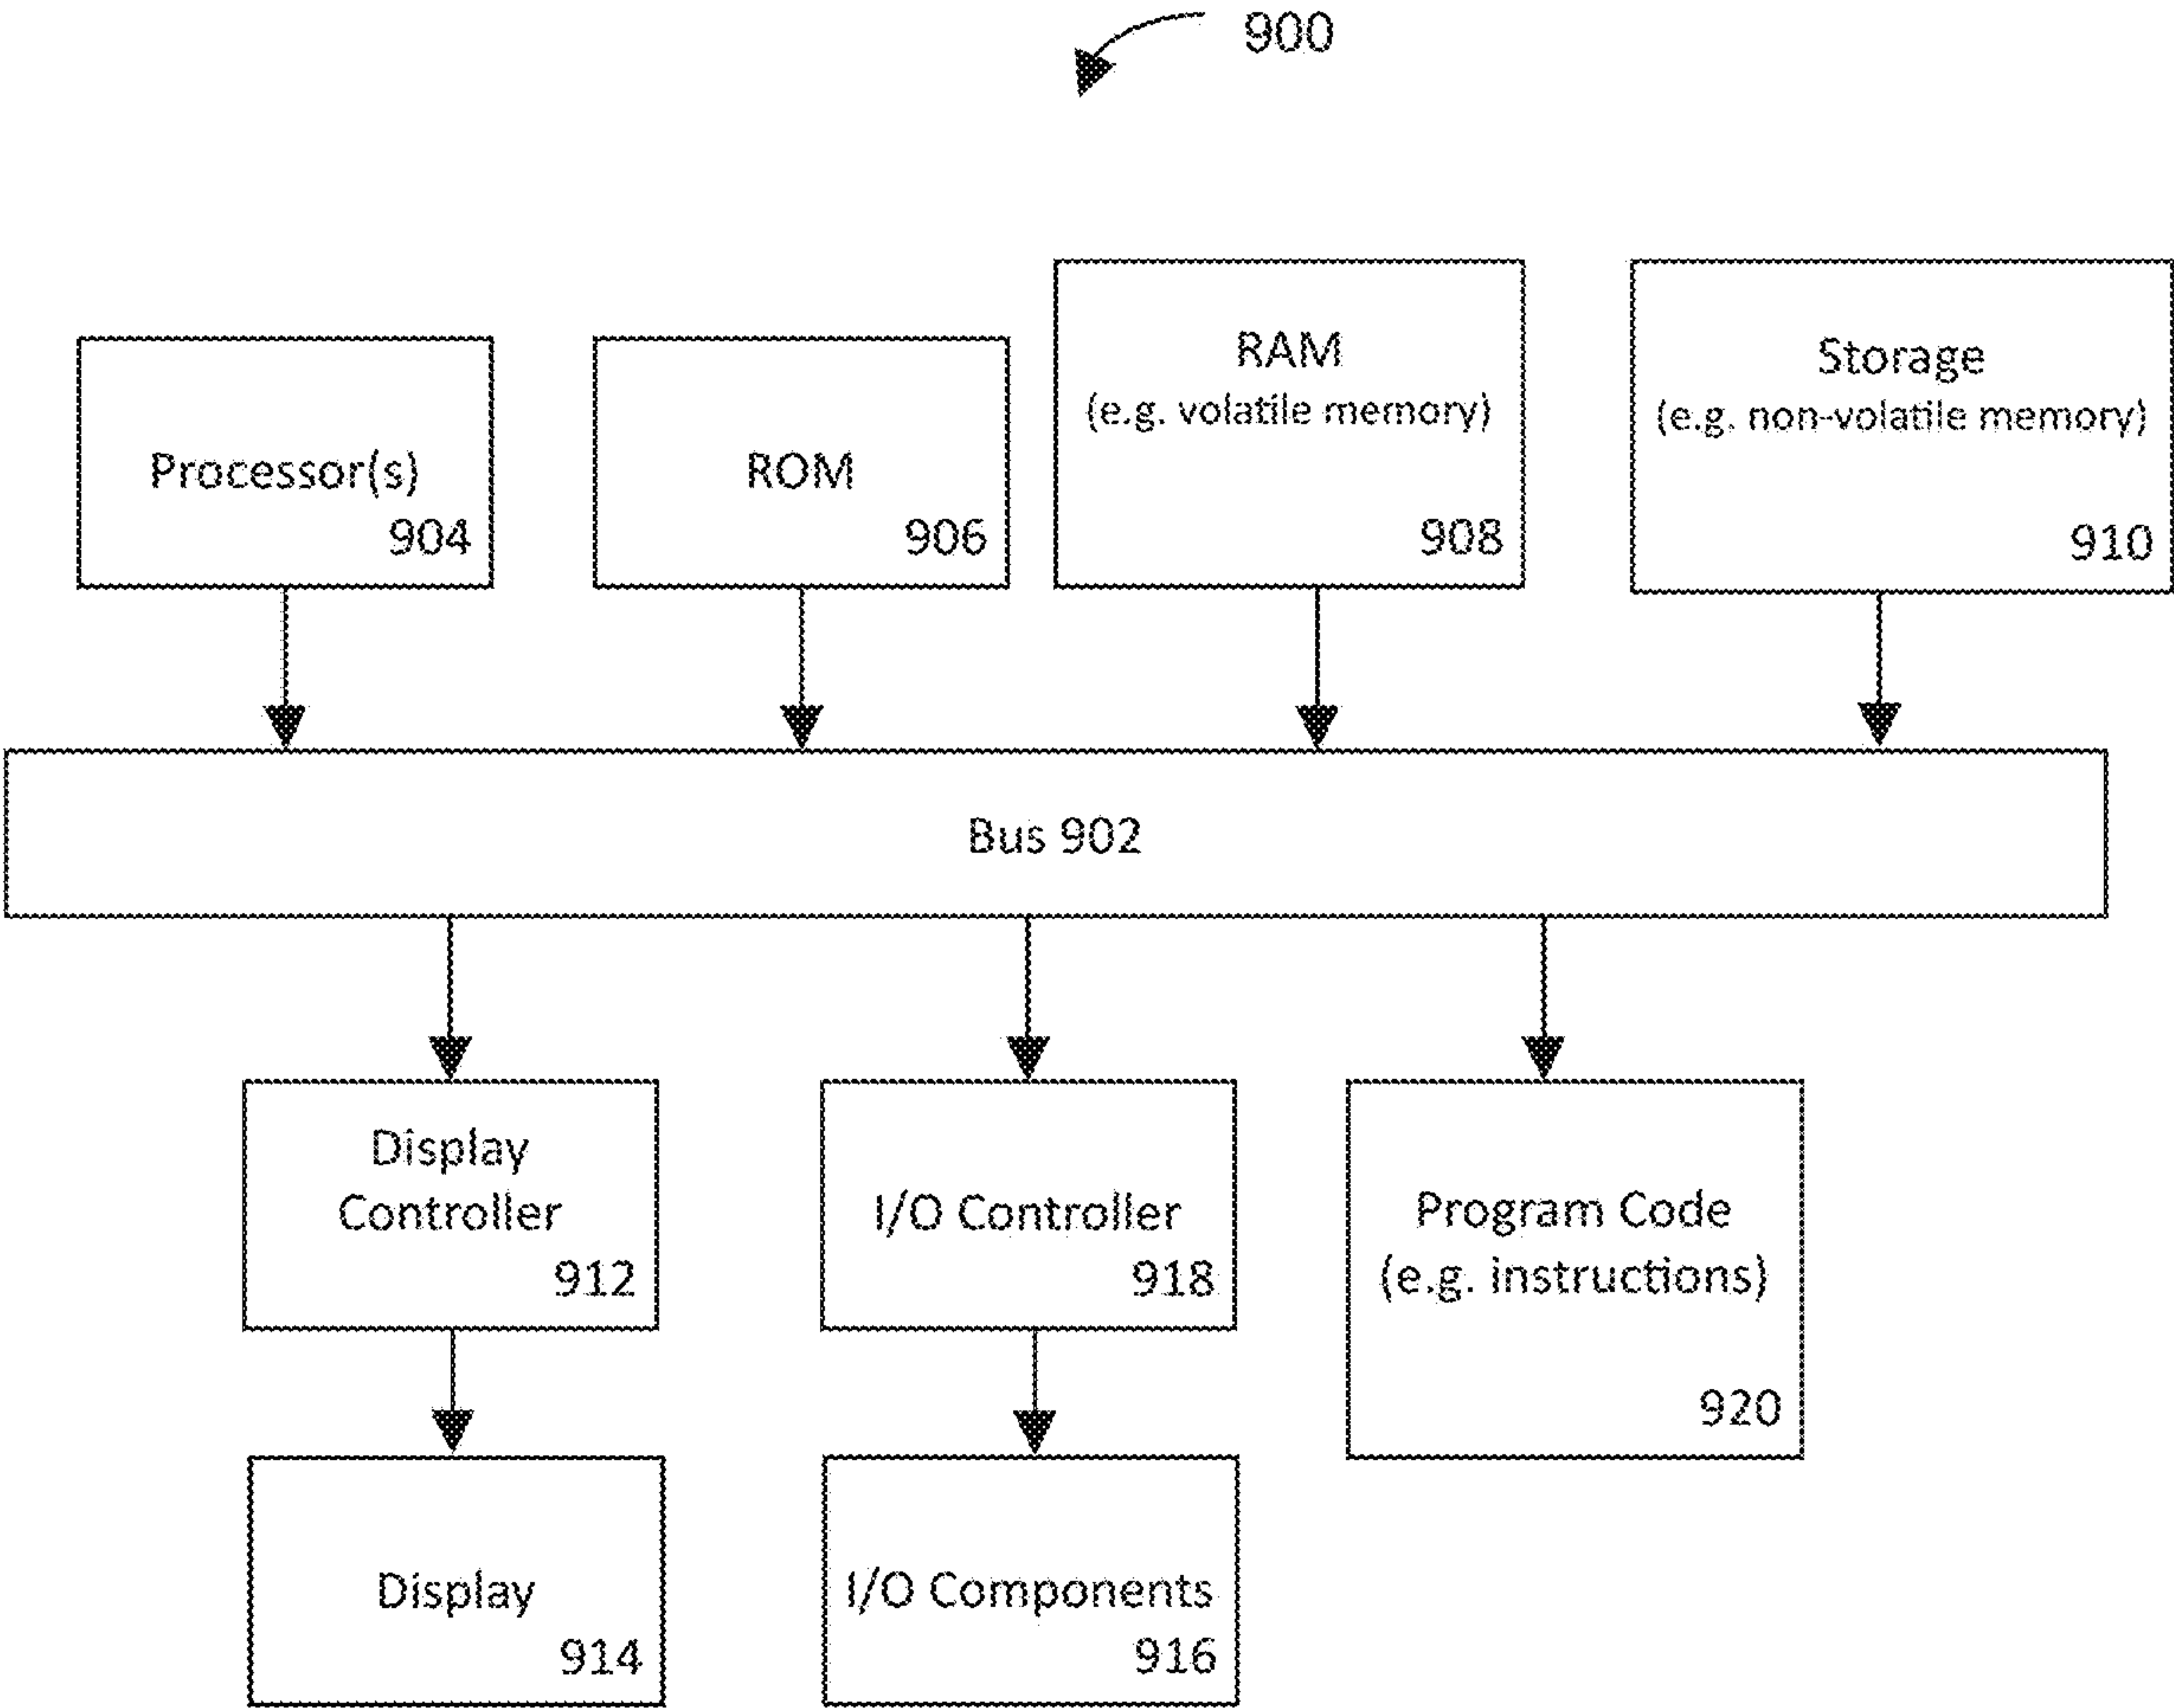 900
RAM
(e.g. volatile memory)
Storage
(e.g. non-volatile memory)
Processor(s)
904
ROM
906
908
910
Bus 902
Display
Controller
912
I/O Controller
918
Program Code
(e.g. instructions)
920
Display
914
I/O Components
916